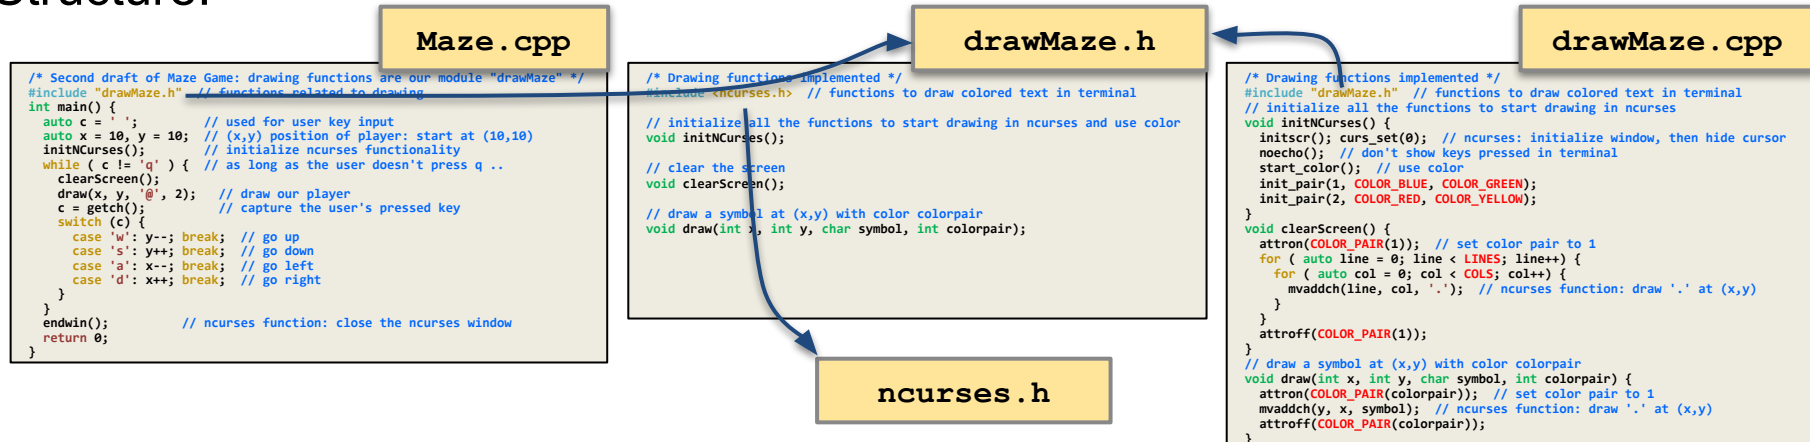 Structure:
Maze.cpp
/* Second draft of Maze Game: drawing functions are our module "drawMaze" */
#include "drawMaze.h"  // functions related to drawing
int main() {
  auto c = ' ';         // used for user key input
  auto x = 10, y = 10;  // (x,y) position of player: start at (10,10)
  initNCurses();        // initialize ncurses functionality
  while ( c != 'q' ) {  // as long as the user doesn't press q ..
    clearScreen();
    draw(x, y, '@', 2);   // draw our player
    c = getch();          // capture the user's pressed key
    switch (c) {
      case 'w': y--; break;  // go up
      case 's': y++; break;  // go down
      case 'a': x--; break;  // go left
      case 'd': x++; break;  // go right
    }
  }
  endwin();          // ncurses function: close the ncurses window
  return 0;
}
drawMaze.h
/* Drawing functions implemented */
#include <ncurses.h>  // functions to draw colored text in terminal
// initialize all the functions to start drawing in ncurses and use color
void initNCurses();
// clear the screen
void clearScreen();
// draw a symbol at (x,y) with color colorpair
void draw(int x, int y, char symbol, int colorpair);
ncurses.h
drawMaze.cpp
/* Drawing functions implemented */
#include "drawMaze.h"  // functions to draw colored text in terminal
// initialize all the functions to start drawing in ncurses
void initNCurses() {
  initscr(); curs_set(0);  // ncurses: initialize window, then hide cursor
  noecho();  // don't show keys pressed in terminal
  start_color();  // use color
  init_pair(1, COLOR_BLUE, COLOR_GREEN);
  init_pair(2, COLOR_RED, COLOR_YELLOW);
}
void clearScreen() {
  attron(COLOR_PAIR(1));  // set color pair to 1
  for ( auto line = 0; line < LINES; line++) {
    for ( auto col = 0; col < COLS; col++) {
      mvaddch(line, col, '.');  // ncurses function: draw '.' at (x,y)
    }
  }
  attroff(COLOR_PAIR(1));
}
// draw a symbol at (x,y) with color colorpair
void draw(int x, int y, char symbol, int colorpair) {
  attron(COLOR_PAIR(colorpair));  // set color pair to 1
  mvaddch(y, x, symbol);  // ncurses function: draw '.' at (x,y)
  attroff(COLOR_PAIR(colorpair));
}